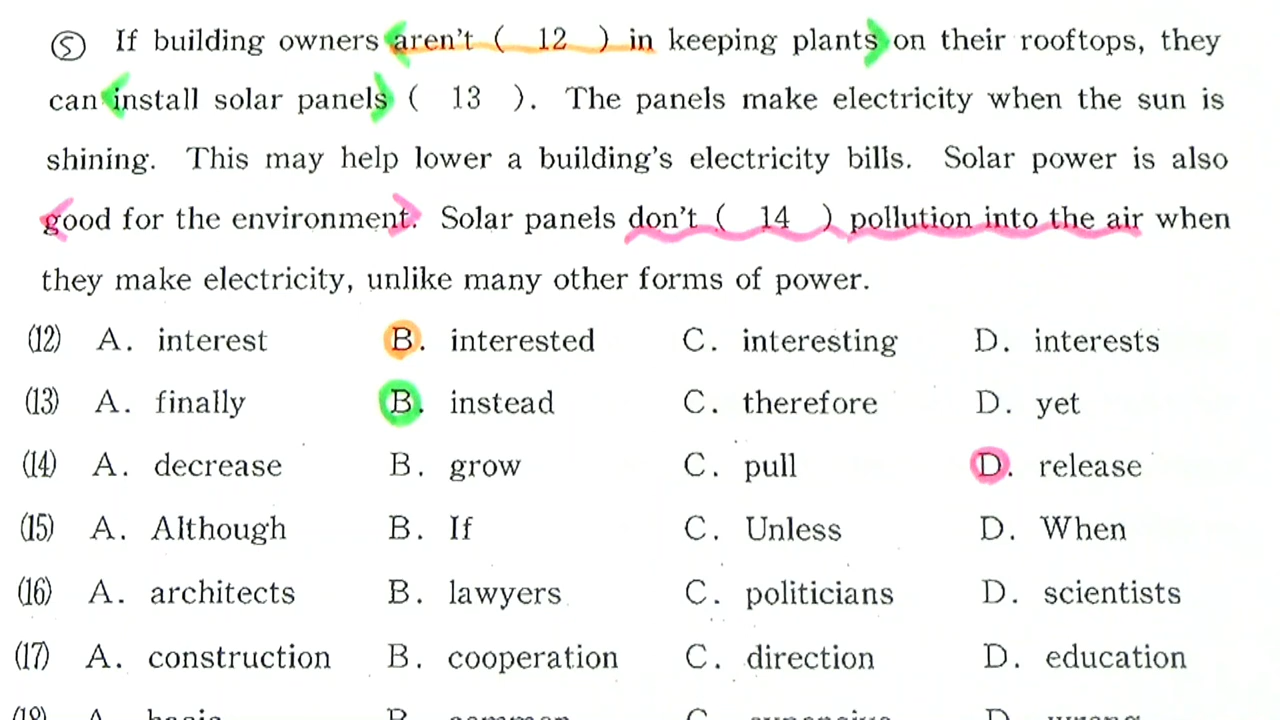 ⑤ If building owners aren't ( 12 ) in keeping plants on their rooftops, they
can install solar panels ( 13 ). The panels make electricity when the sun is
shining. This may help lower a building's electricity bills. Solar power is also
good for the environment. Solar panels don't ( 14 ) pollution into the air when
they make electricity, unlike many other forms of power.
(12) A. interest B. interested C. interesting D. interests
(13) A. finally B. instead C. therefore D. yet
(14) A. decrease B. grow C. pull D. release
(15) A. Although B. If C. Unless D. When
(16) A. architects B. lawyers C. politicians D. scientists
(17) A. construction B. cooperation C. direction D. education